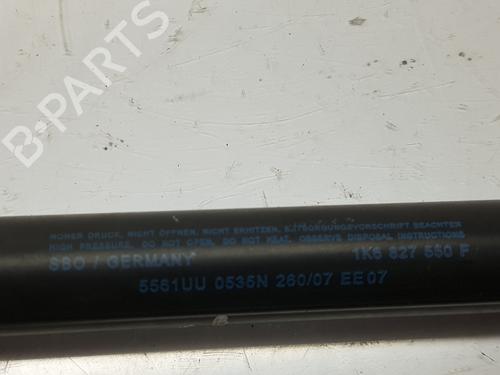 B-PARTS
HOHER DRUCK, NICHT ÖFFNEN, NICHT ERHITZEN, ENTSORGUNGSVORSCHRIFT BEACHTEN
HIGH PRESSURE, DO NOT OPEN, DO NOT HEAT, OBSERVE DISPOSAL INSTRUCTIONS
SBO / GERMANY 1K6 827 550 F
5561UU 0535N 260/07 EE07